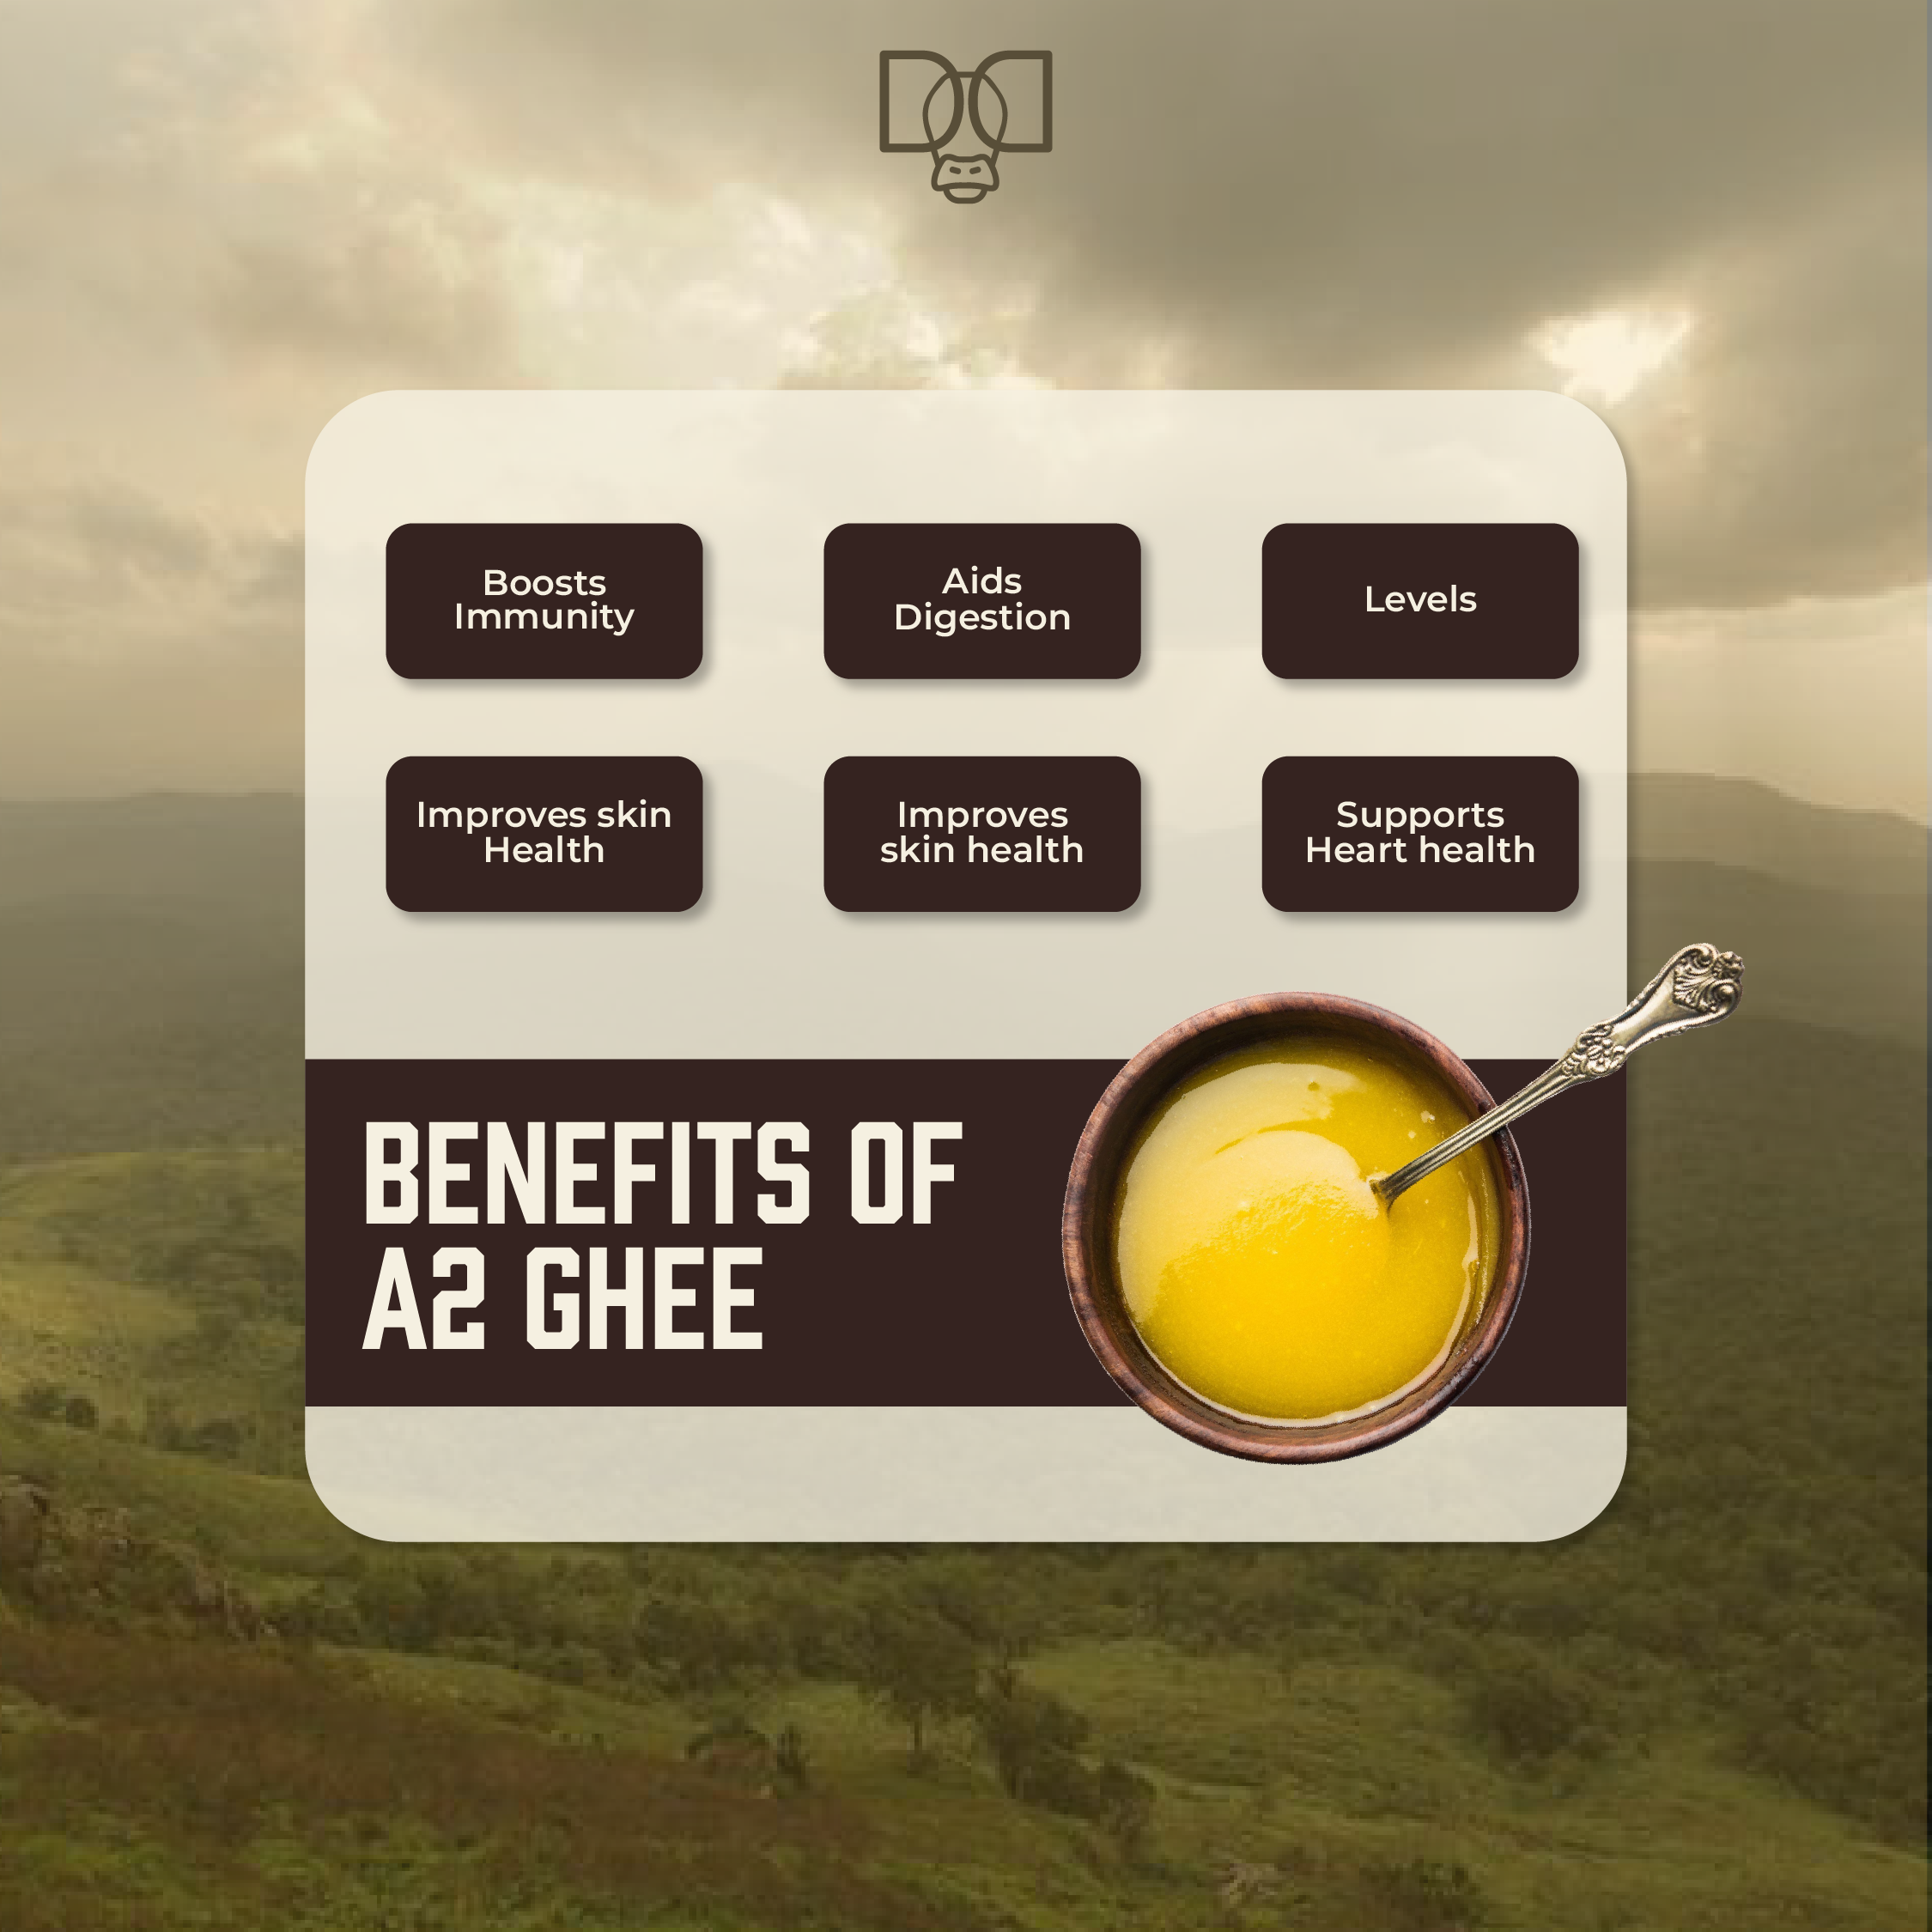 Boosts
Immunity
Aids
Digestion
Levels
Improves skin
Health
Improves
skin health
Supports
Heart health
BENEFITS OF
A2 GHEE